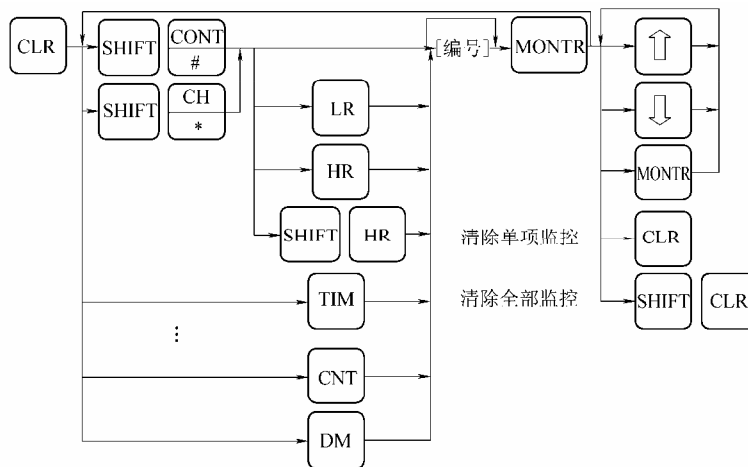 CLR SHIFT CONT # [编号] MONTR ⇧
SHIFT CH * LR ⇩
HR MONTR
SHIFT HR 清除单项监控 CLR
TIM 清除全部监控 SHIFT CLR
⋮
CNT
DM